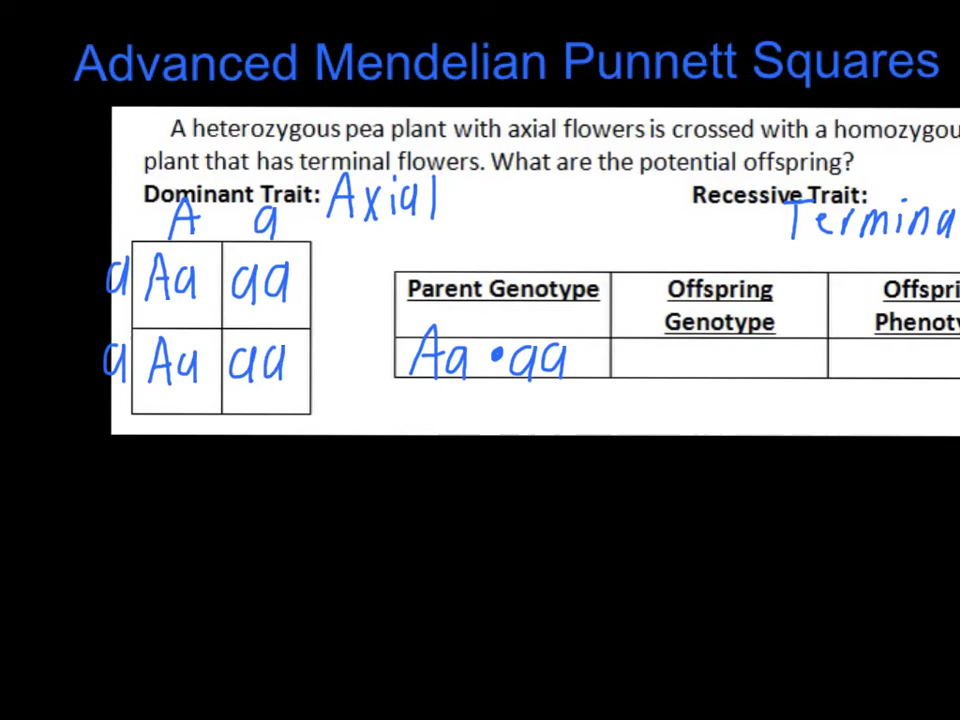 Advanced Mendelian Punnett Squares
A heterozygous pea plant with axial flowers is crossed with a homozygou
plant that has terminal flowers. What are the potential offspring?
Dominant Trait: Axial
Recessive Trait:
Termina
A a
a Aa aa
a Aa aa
Parent Genotype
Offspring
Genotype
Offspri
Phenoty
Aa • aa